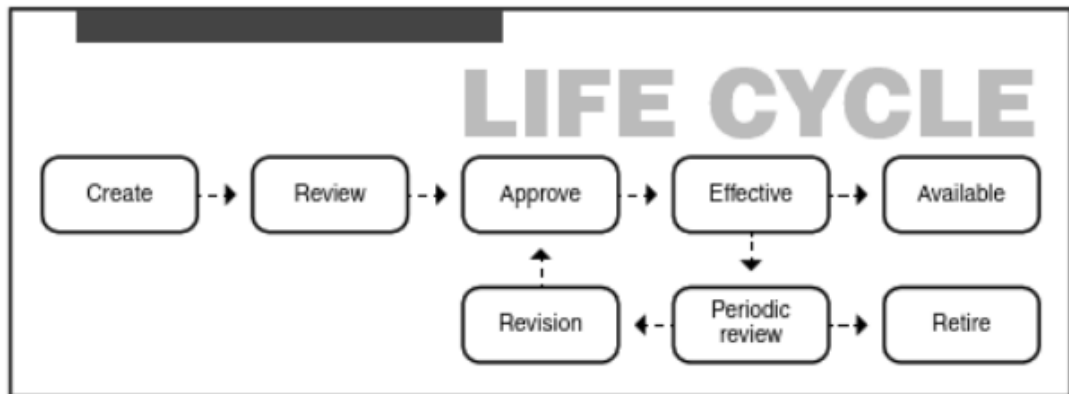 LIFE CYCLE
Create
Review
Approve
Effective
Available
Revision
Periodic
review
Retire